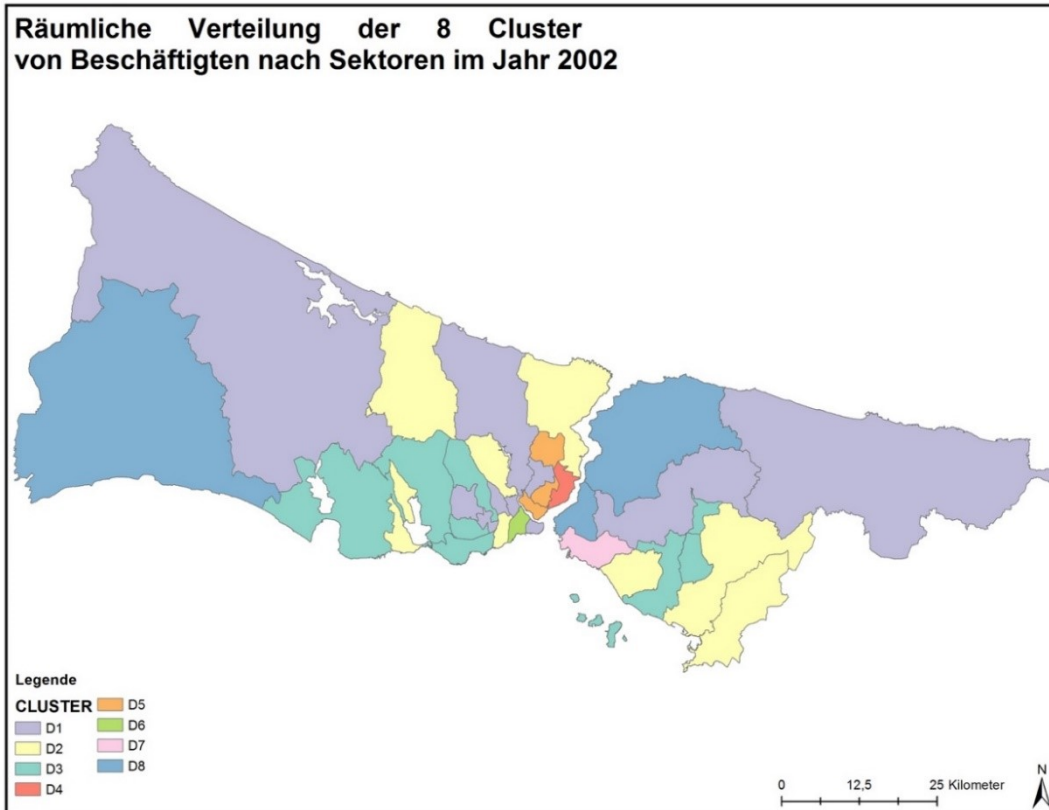 Räumliche Verteilung der 8 Cluster
von Beschäftigten nach Sektoren im Jahr 2002
Legende
CLUSTER
D1
D2
D3
D4
D5
D6
D7
D8
0 12,5 25 Kilometer
N